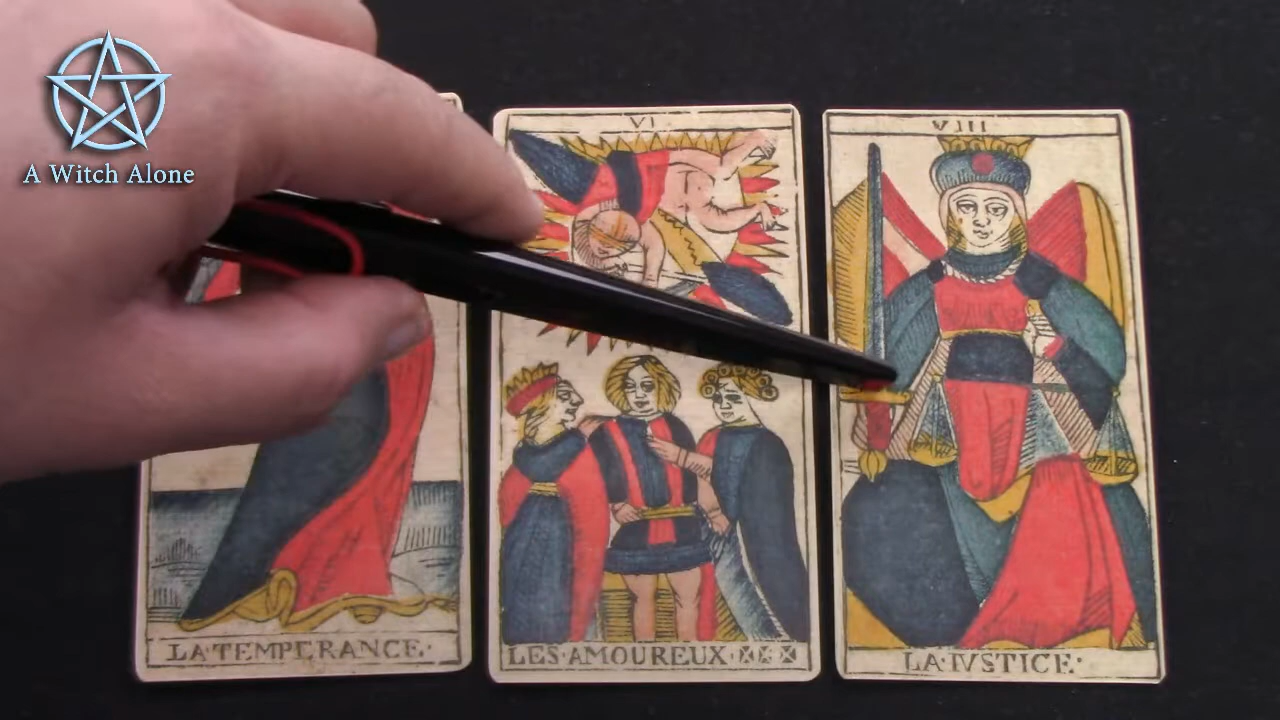 A Witch Alone
VI
VIII
LA·TEMPERANCE·
LES·AMOUREUX·
LA·IVSTICE·